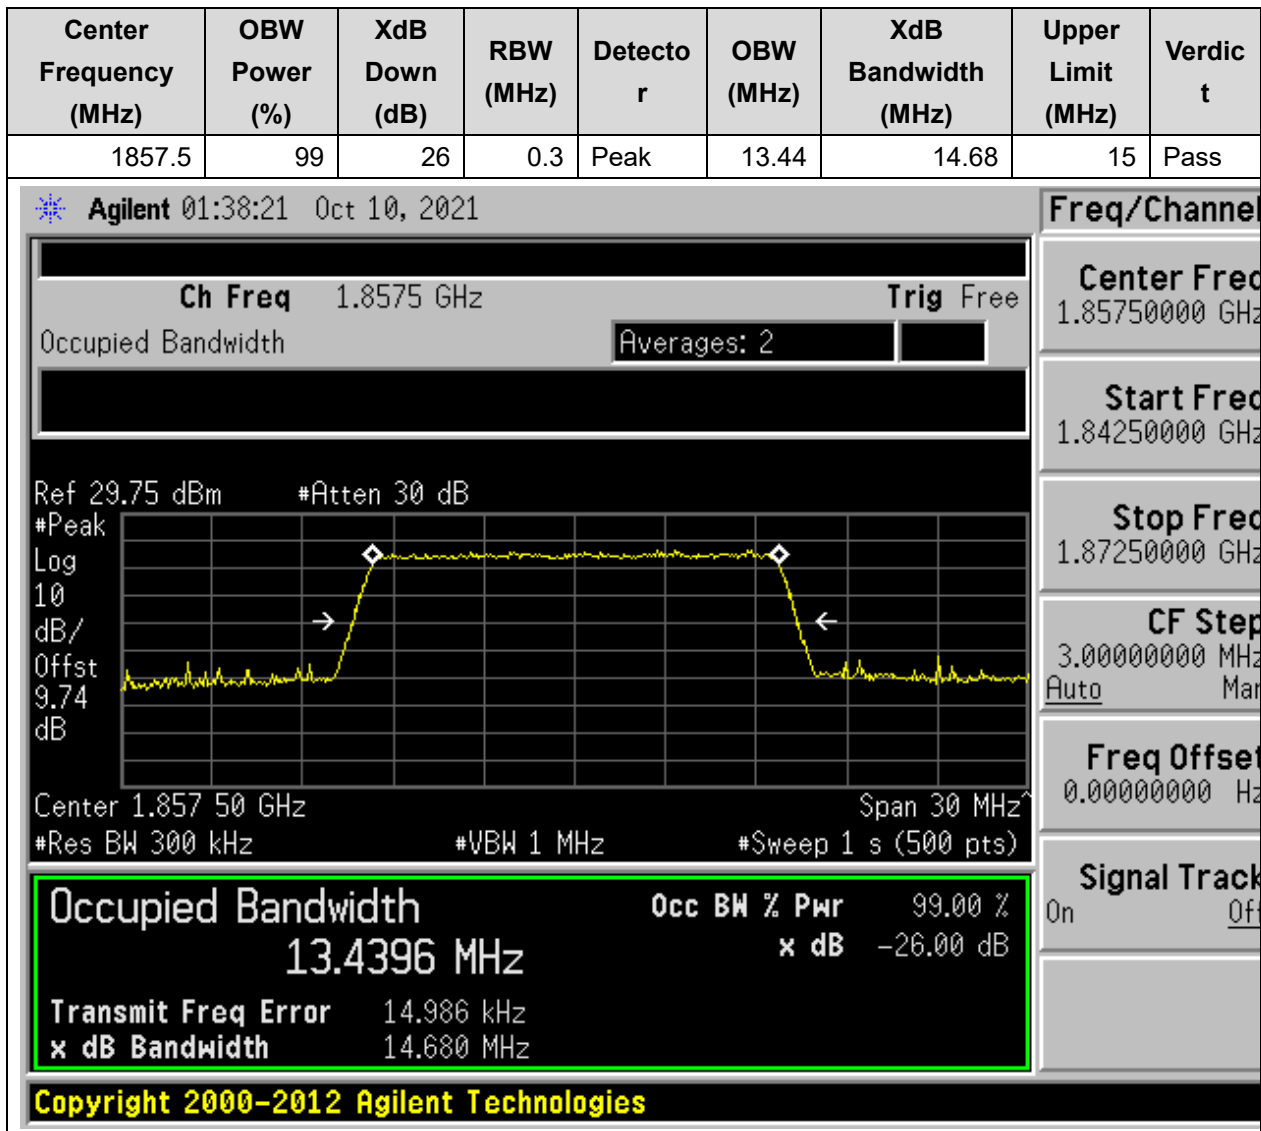 Center Frequency (MHz) OBW Power (%) XdB Down (dB) RBW (MHz) Detecto r OBW (MHz) XdB Bandwidth (MHz) Upper Limit (MHz) Verdic t
1857.5 99 26 0.3 Peak 13.44 14.68 15 Pass
Agilent 01:38:21 Oct 10, 2021
Freq/Channel
Ch Freq 1.8575 GHz Trig Free
Occupied Bandwidth Averages: 2
Center Freq
1.85750000 GHz
Start Freq
1.84250000 GHz
Stop Freq
1.87250000 GHz
CF Step
3.00000000 MHz
Auto Man
Freq Offset
0.00000000 Hz
Signal Track
On Off
Ref 29.75 dBm #Atten 30 dB
#Peak
Log
10
dB/
Offst
9.74
dB
Center 1.857 50 GHz Span 30 MHz^
#Res BW 300 kHz #VBW 1 MHz #Sweep 1 s (500 pts)
Occupied Bandwidth Occ BW % Pwr 99.00 %
13.4396 MHz x dB -26.00 dB
Transmit Freq Error 14.986 kHz
x dB Bandwidth 14.680 MHz
Copyright 2000-2012 Agilent Technologies